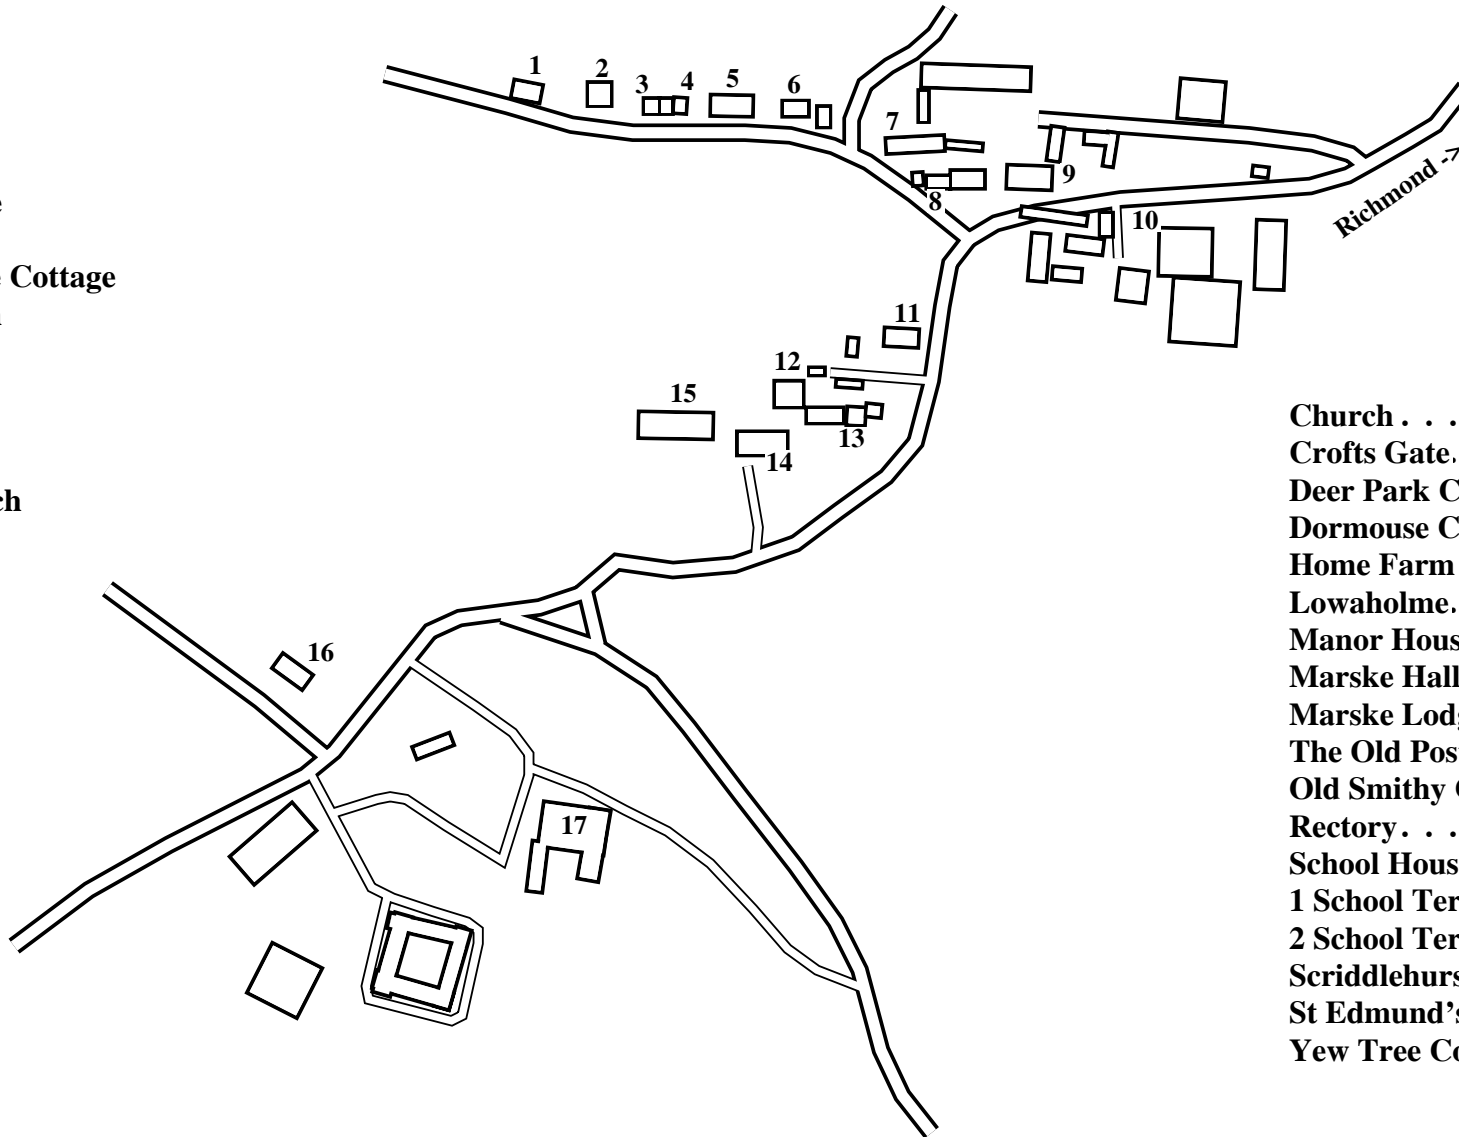 1
2
3
4
5
6
7
8
9
10
Richmond ->
Cottage
11
12
13
14
15
16
17
Church . . .
Crofts Gate.
Deer Park C
Dormouse C
Home Farm
Lowaholme.
Manor Hous
Marske Hall
Marske Lodg
The Old Pos
Old Smithy
Rectory . . .
School Hous
1 School Ter
2 School Ter
Scriddlehurs
St Edmund’s
Yew Tree Co